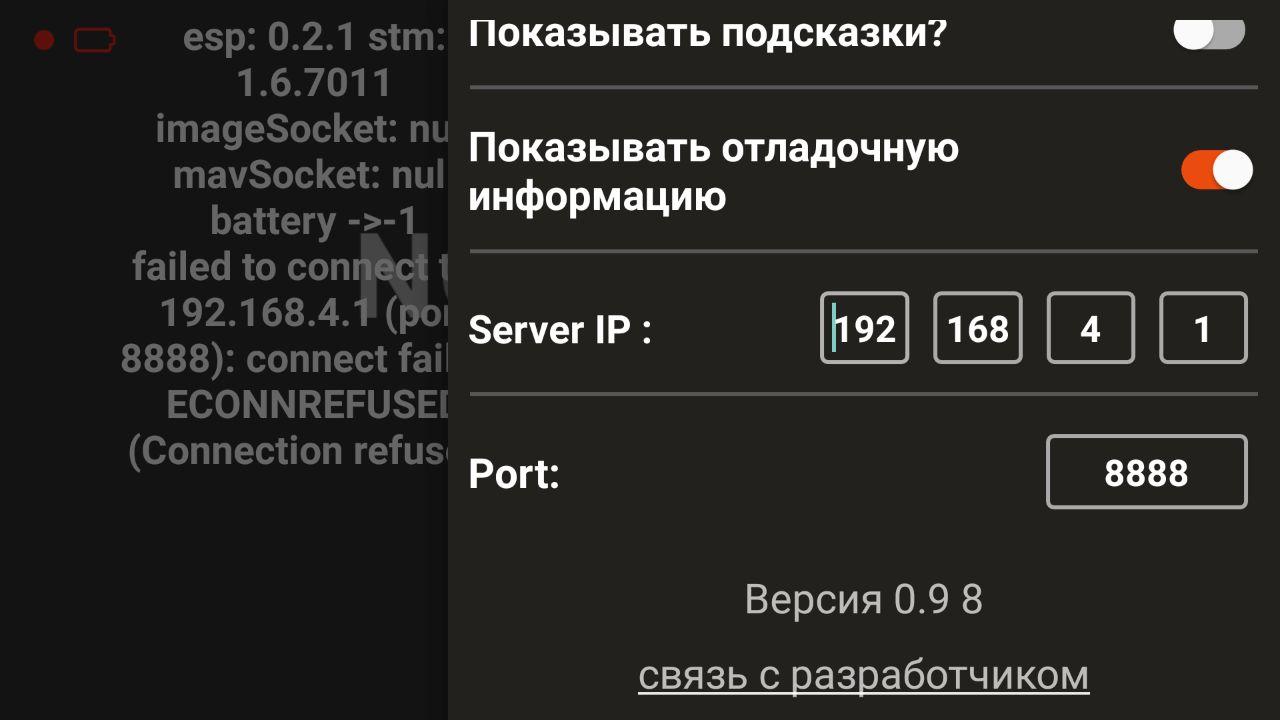 esp: 0.2.1 stm:
1.6.7011
imageSocket:
mavSocket:
battery ->-1
failed to connect
192.168.4.1
8888): connect
ECONNREFUSED
(Connection
Показывать подсказки?
Показывать отладочную
информацию
Server IP :
192 168 4 1
Port:
8888
Версия 0.9 8
связь с разработчиком